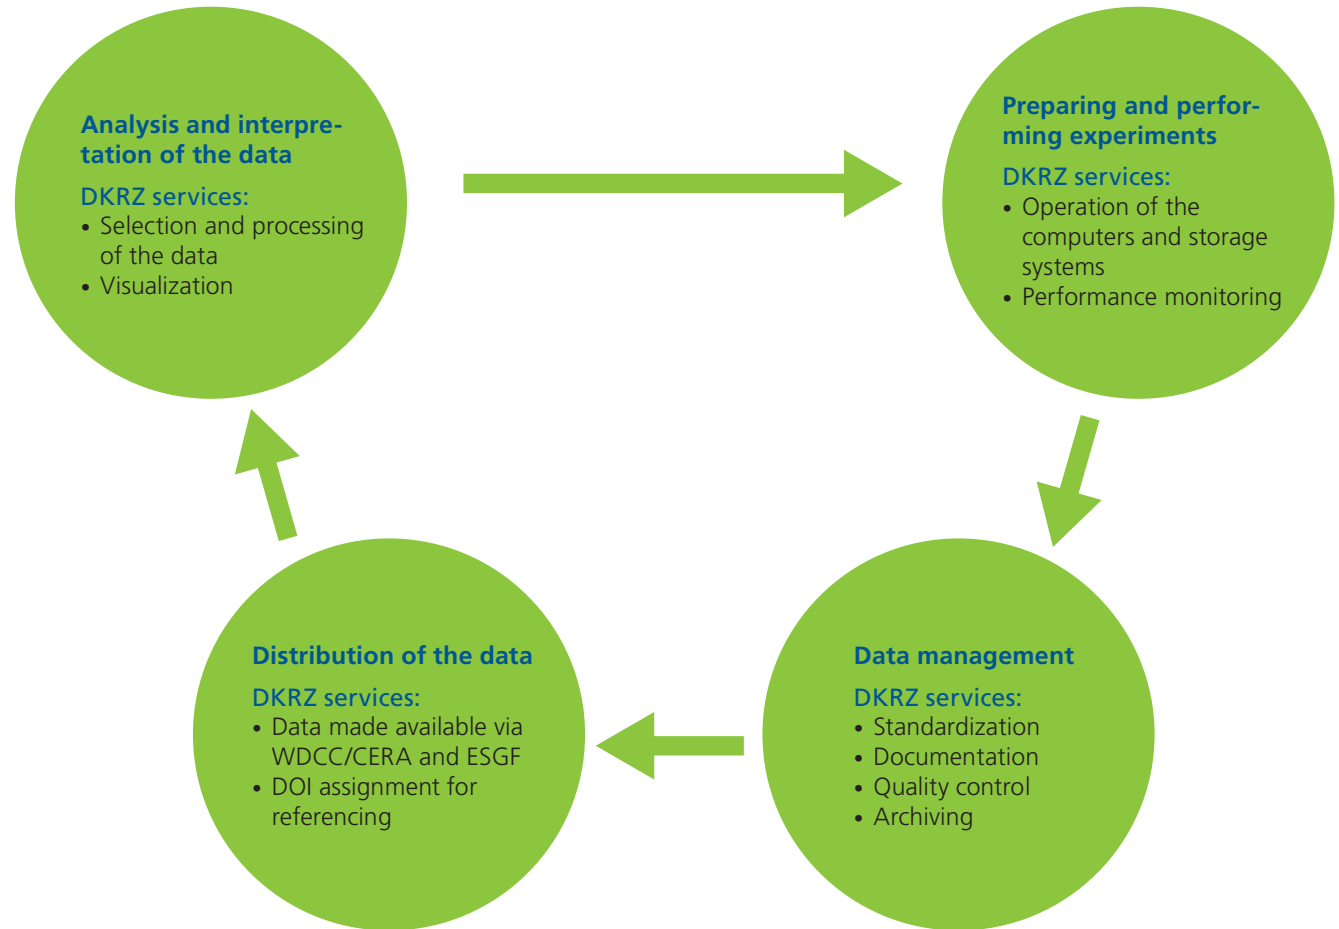 Analysis and interpre-
tation of the data
DKRZ services:
• Selection and processing
of the data
• Visualization
Preparing and perfor-
ming experiments
DKRZ services:
• Operation of the
computers and storage
systems
• Performance monitoring
Distribution of the data
DKRZ services:
• Data made available via
WDCC/CERA and ESGF
• DOI assignment for
referencing
Data management
DKRZ services:
• Standardization
• Documentation
• Quality control
• Archiving